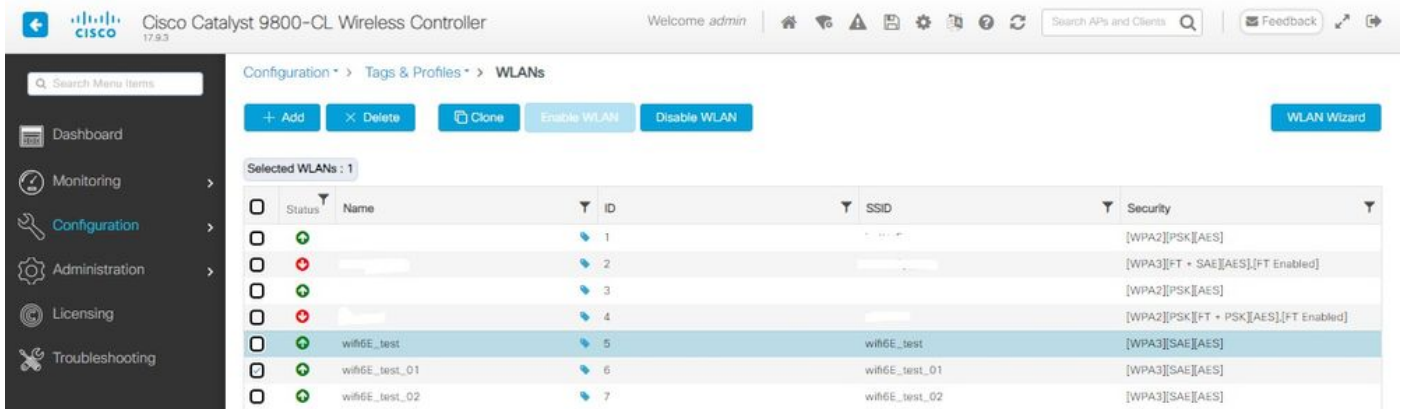 CISCO Cisco Catalyst 9800-CL Wireless Controller Welcome admin Search APs and Clients Feedback
17.9.3
Search Menu Items Configuration > Tags & Profiles > WLANs
+ Add × Delete Clone Enable WLAN Disable WLAN WLAN Wizard
Dashboard
Selected WLANs : 1
Monitoring >
Status Name ID SSID Security
Configuration >
1 [WPA2][PSK][AES]
2 [WPA3][FT + SAE][AES],[FT Enabled]
Administration >
3 [WPA2][PSK][AES]
Licensing
4 [WPA2][PSK][FT + PSK][AES],[FT Enabled]
wifi6E_test 5 wifi6E_test [WPA3][SAE][AES]
Troubleshooting
wifi6E_test_01 6 wifi6E_test_01 [WPA3][SAE][AES]
wifi6E_test_02 7 wifi6E_test_02 [WPA3][SAE][AES]